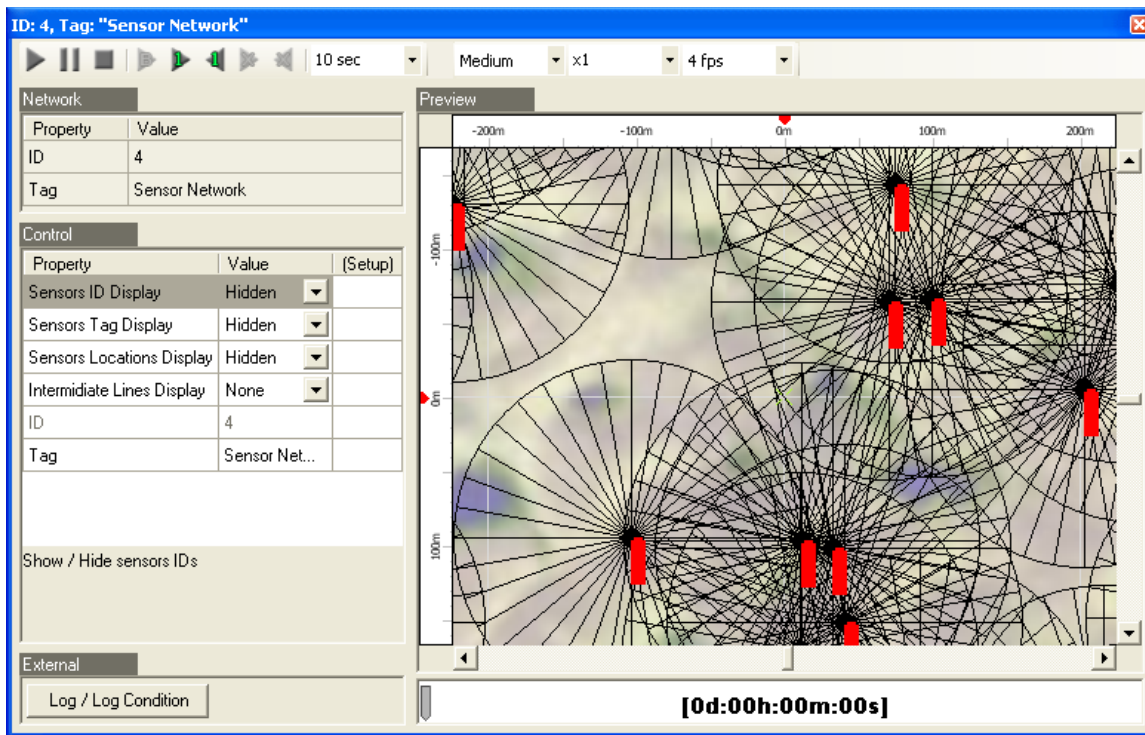 ID: 4, Tag: "Sensor Network"
10 sec Medium x1 4 fps
Network
Property Value
ID 4
Tag Sensor Network
Control
Property Value (Setup)
Sensors ID Display Hidden
Sensors Tag Display Hidden
Sensors Locations Display Hidden
Intermidiate Lines Display None
ID 4
Tag Sensor Net...
Show / Hide sensors IDs
External
Log / Log Condition
Preview
-200m -100m 0m 100m 200m
-100m
0m
100m
[0d:00h:00m:00s]